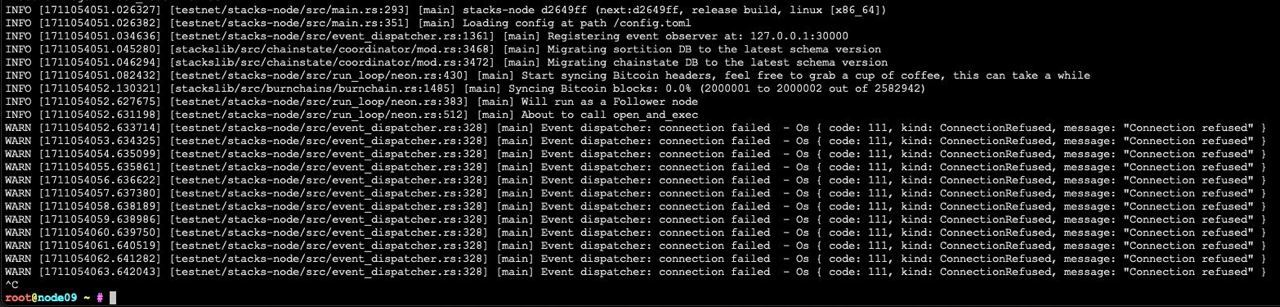 INFO [1711054051.026327] [testnet/stacks-node/src/main.rs:293] [main] stacks-node d2649ff (next:d2649ff, release build, linux [x86_64])
INFO [1711054051.026382] [testnet/stacks-node/src/main.rs:351] [main] Loading config at path /config.toml
INFO [1711054051.034636] [testnet/stacks-node/src/event_dispatcher.rs:1361] [main] Registering event observer at: 127.0.0.1:30000
INFO [1711054051.045280] [stackslib/src/chainstate/coordinator/mod.rs:3468] [main] Migrating sortition DB to the latest schema version
INFO [1711054051.046294] [stackslib/src/chainstate/coordinator/mod.rs:3472] [main] Migrating chainstate DB to the latest schema version
INFO [1711054051.082432] [testnet/stacks-node/src/run_loop/neon.rs:430] [main] Start syncing Bitcoin headers, feel free to grab a cup of coffee, this can take a while
INFO [1711054052.130321] [stackslib/src/burnchains/burnchain.rs:1485] [main] Syncing Bitcoin blocks: 0.0% (2000001 to 2000002 out of 2582942)
INFO [1711054052.627675] [testnet/stacks-node/src/run_loop/neon.rs:383] [main] Will run as a Follower node
INFO [1711054052.631198] [testnet/stacks-node/src/run_loop/neon.rs:512] [main] About to call open_and_exec
WARN [1711054052.633714] [testnet/stacks-node/src/event_dispatcher.rs:328] [main] Event dispatcher: connection failed  - Os { code: 111, kind: ConnectionRefused, message: "Connection refused" }
WARN [1711054053.634325] [testnet/stacks-node/src/event_dispatcher.rs:328] [main] Event dispatcher: connection failed  - Os { code: 111, kind: ConnectionRefused, message: "Connection refused" }
WARN [1711054054.635099] [testnet/stacks-node/src/event_dispatcher.rs:328] [main] Event dispatcher: connection failed  - Os { code: 111, kind: ConnectionRefused, message: "Connection refused" }
WARN [1711054055.635861] [testnet/stacks-node/src/event_dispatcher.rs:328] [main] Event dispatcher: connection failed  - Os { code: 111, kind: ConnectionRefused, message: "Connection refused" }
WARN [1711054056.636622] [testnet/stacks-node/src/event_dispatcher.rs:328] [main] Event dispatcher: connection failed  - Os { code: 111, kind: ConnectionRefused, message: "Connection refused" }
WARN [1711054057.637380] [testnet/stacks-node/src/event_dispatcher.rs:328] [main] Event dispatcher: connection failed  - Os { code: 111, kind: ConnectionRefused, message: "Connection refused" }
WARN [1711054058.638189] [testnet/stacks-node/src/event_dispatcher.rs:328] [main] Event dispatcher: connection failed  - Os { code: 111, kind: ConnectionRefused, message: "Connection refused" }
WARN [1711054059.638986] [testnet/stacks-node/src/event_dispatcher.rs:328] [main] Event dispatcher: connection failed  - Os { code: 111, kind: ConnectionRefused, message: "Connection refused" }
WARN [1711054060.639750] [testnet/stacks-node/src/event_dispatcher.rs:328] [main] Event dispatcher: connection failed  - Os { code: 111, kind: ConnectionRefused, message: "Connection refused" }
WARN [1711054061.640519] [testnet/stacks-node/src/event_dispatcher.rs:328] [main] Event dispatcher: connection failed  - Os { code: 111, kind: ConnectionRefused, message: "Connection refused" }
WARN [1711054062.641282] [testnet/stacks-node/src/event_dispatcher.rs:328] [main] Event dispatcher: connection failed  - Os { code: 111, kind: ConnectionRefused, message: "Connection refused" }
WARN [1711054063.642043] [testnet/stacks-node/src/event_dispatcher.rs:328] [main] Event dispatcher: connection failed  - Os { code: 111, kind: ConnectionRefused, message: "Connection refused" }
^C
root@node09 ~ #